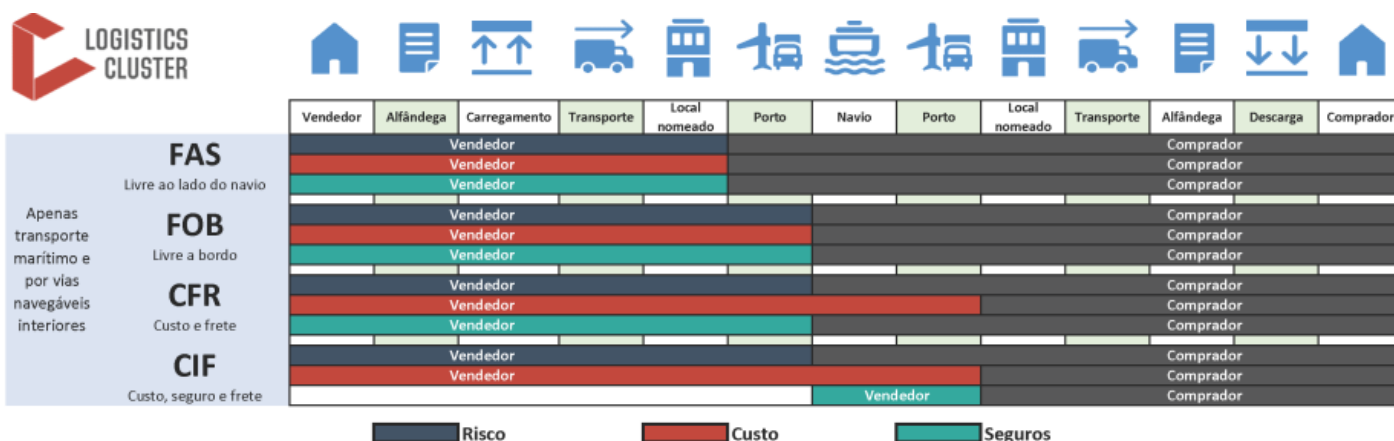 LOGISTICS
CLUSTER
Vendedor Alfândega Carregamento Transporte Local nomeado Porto Navio Porto Local nomeado Transporte Alfândega Descarga Comprador
Apenas
transporte
marítimo e
por vias
navegáveis
interiores
FAS
Livre ao lado do navio
Vendedor Comprador
Vendedor Comprador
Vendedor Comprador
FOB
Livre a bordo
Vendedor Comprador
Vendedor Comprador
Vendedor Comprador
CFR
Custo e frete
Vendedor Comprador
Vendedor Comprador
Vendedor Comprador
CIF
Custo, seguro e frete
Vendedor Comprador
Vendedor Comprador
Vendedor Comprador
Risco Custo Seguros